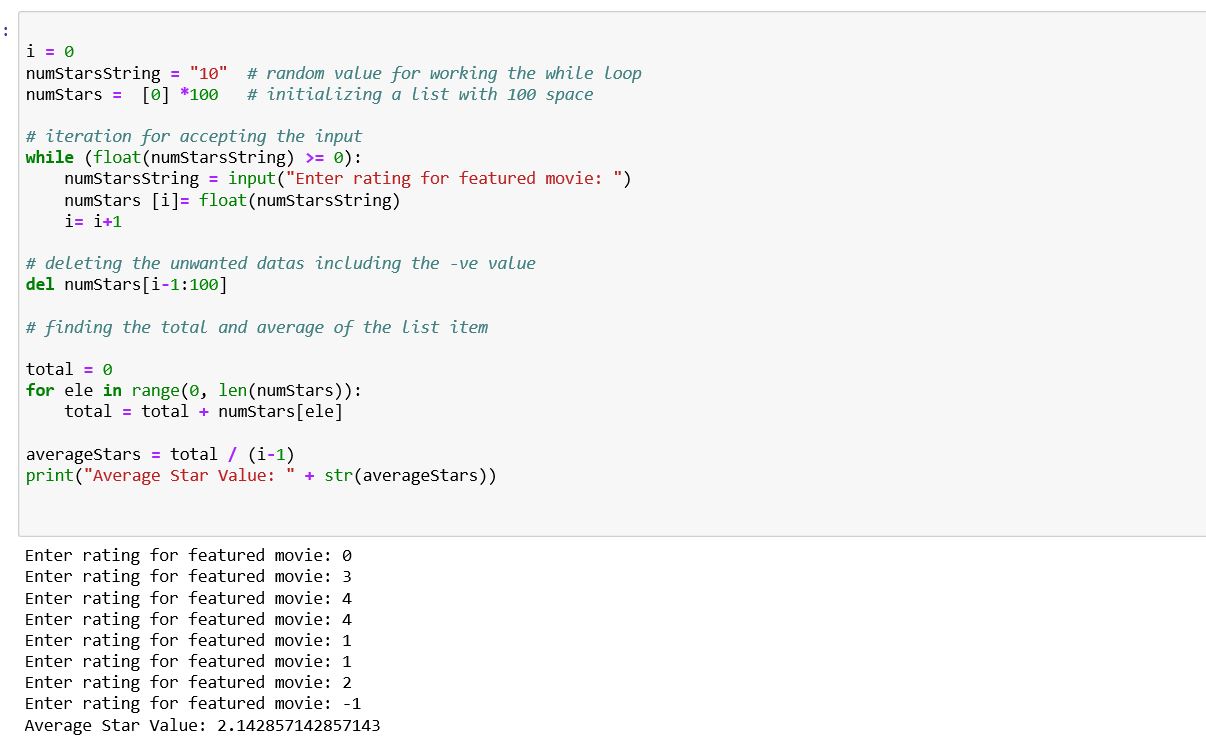 :
i = 0
numStarsString = "10"  # random value for working the while loop
numStars =  [0] *100   # initializing a list with 100 space
# iteration for accepting the input
while (float(numStarsString) >= 0):
    numStarsString = input("Enter rating for featured movie: ")
    numStars [i]= float(numStarsString)
    i= i+1
# deleting the unwanted datas including the -ve value
del numStars[i-1:100]
# finding the total and average of the list item
total = 0
for ele in range(0, len(numStars)):
    total = total + numStars[ele]
averageStars = total / (i-1)
print("Average Star Value: " + str(averageStars))
Enter rating for featured movie: 0
Enter rating for featured movie: 3
Enter rating for featured movie: 4
Enter rating for featured movie: 4
Enter rating for featured movie: 1
Enter rating for featured movie: 1
Enter rating for featured movie: 2
Enter rating for featured movie: -1
Average Star Value: 2.142857142857143